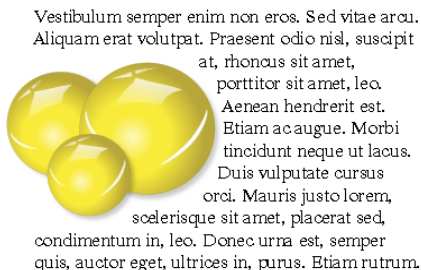 Vestibulum semper enim non eros. Sed vitae arcu.
Aliquam erat volutpat. Praesent odio nisl, suscipit
at, rhoncus sit amet,
porttitor sit amet, leo.
Aenean hendrerit est.
Etiam ac augue. Morbi
tincidunt neque ut lacus.
Duis vulputate cursus
orci. Mauris justo lorem,
scelerisque sit amet, placerat sed,
condimentum in, leo. Donec urna est, semper
quis, auctor eget, ultrices in, purus. Etiam rutrum.